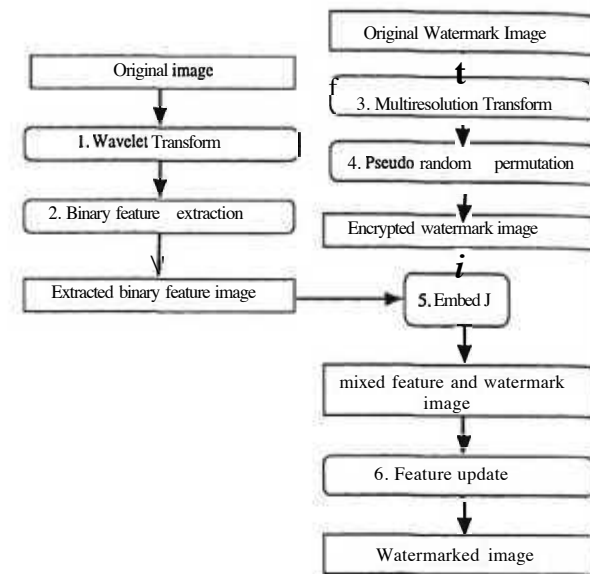 Original image
1. Wavelet Transform
2. Binary feature extraction
Extracted binary feature image
Original Watermark Image
t
f
3. Multiresolution Transform
4. Pseudo random permutation
Encrypted watermark image
i
5. Embed J
mixed feature and watermark
image
6. Feature update
Watermarked image